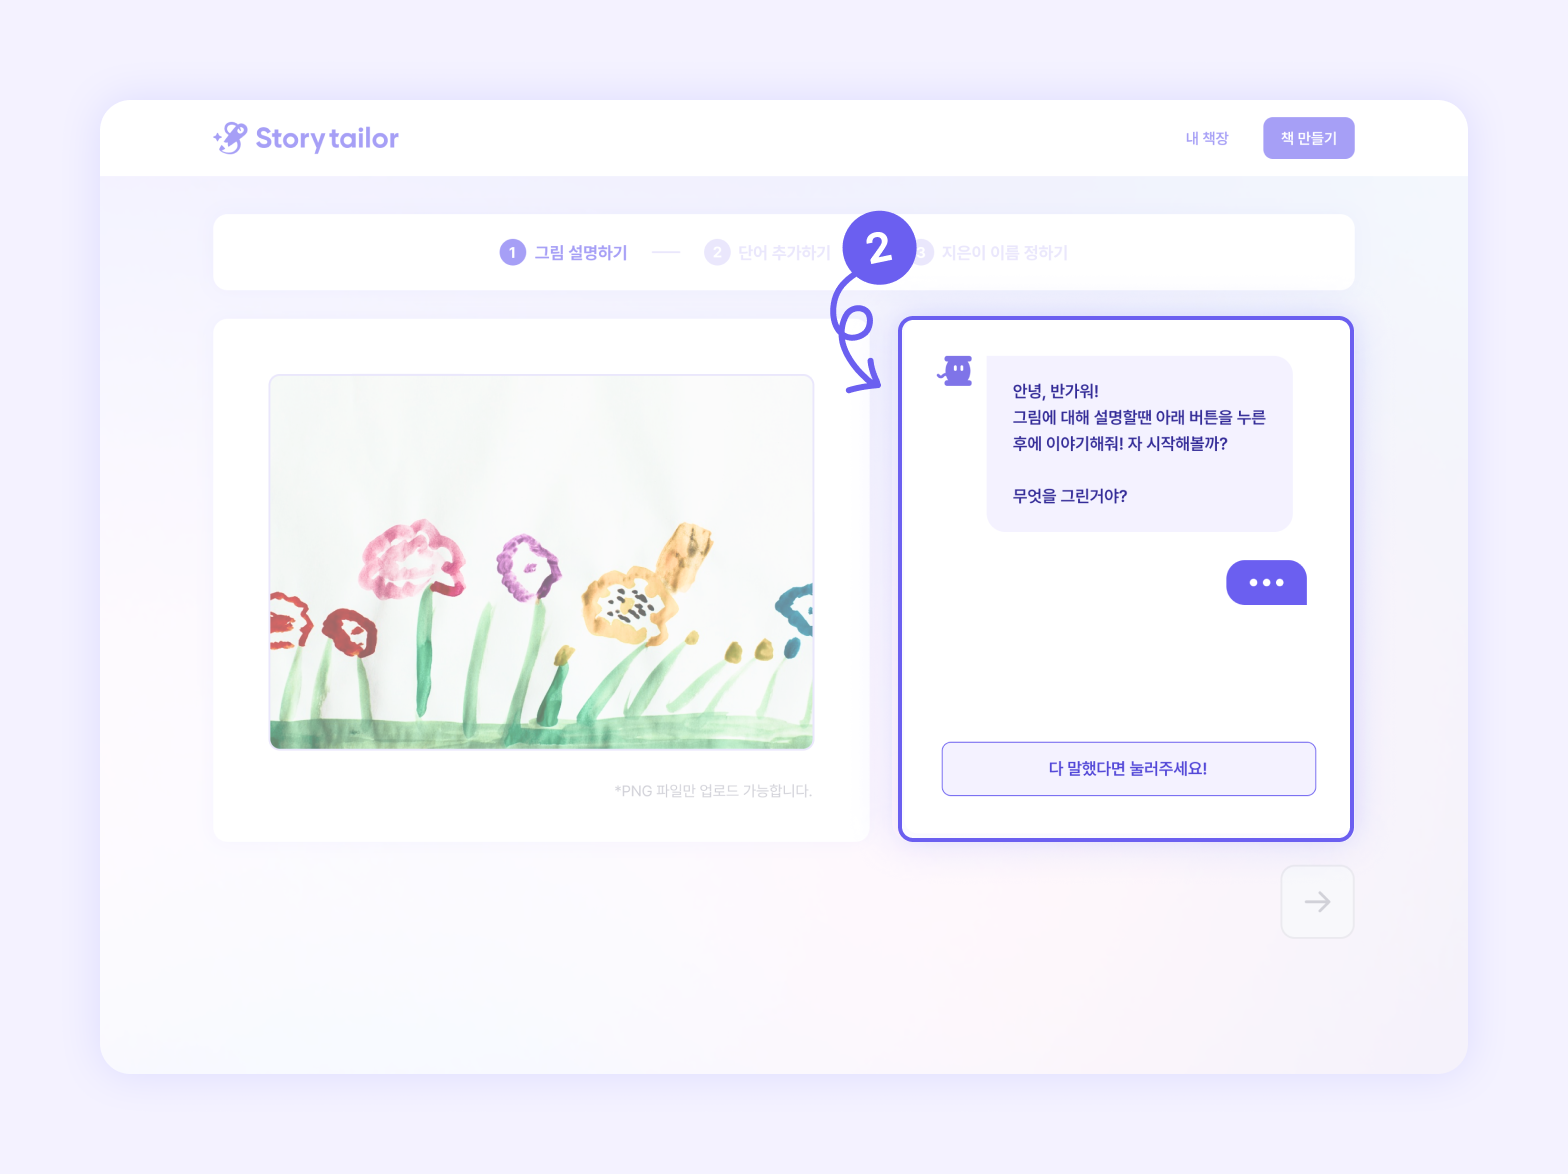 Story tailor
내 책장
책 만들기
1 그림 설명하기
2 단어 추가하기
3 지은이 이름 정하기
2
안녕, 반가워!
그림에 대해 설명할땐 아래 버튼을 누른
후에 이야기해줘! 자 시작해볼까?
무엇을 그린거야?
다 말했다면 눌러주세요!
*PNG 파일만 업로드 가능합니다.